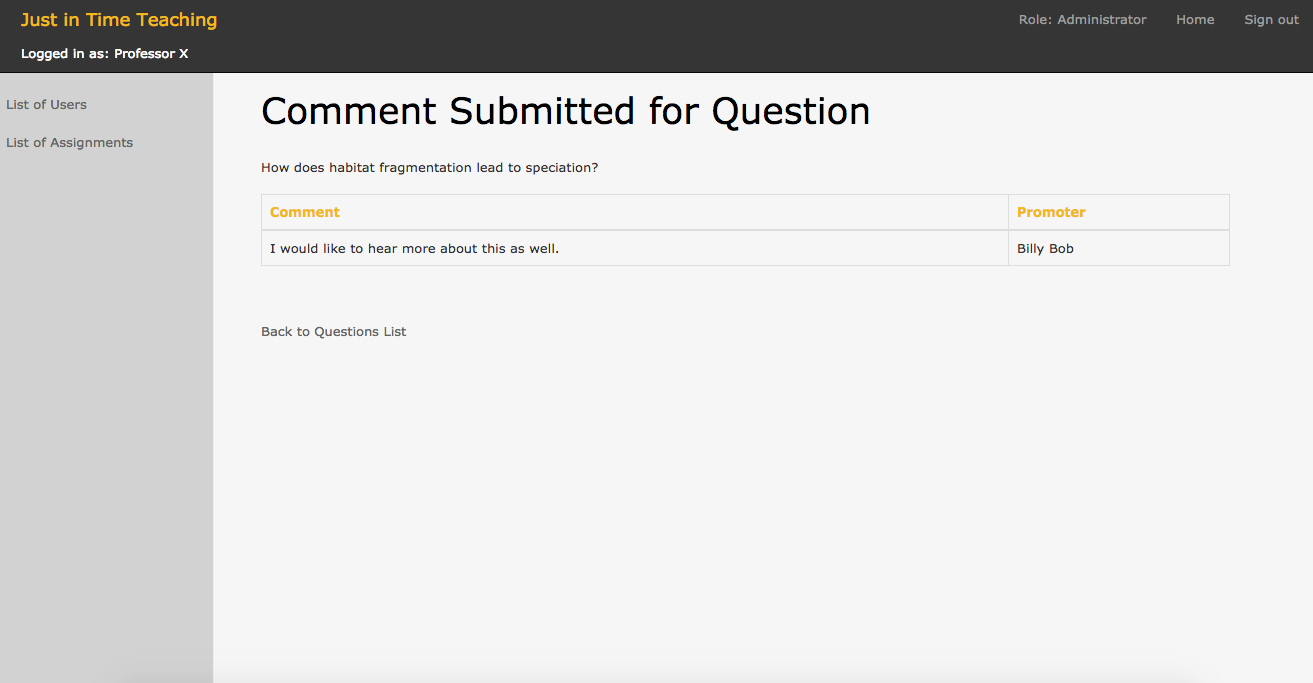 Just in Time Teaching
Role: Administrator Home Sign out
Logged in as: Professor X
List of Users
List of Assignments
Comment Submitted for Question
How does habitat fragmentation lead to speciation?
Comment Promoter
I would like to hear more about this as well. Billy Bob
Back to Questions List